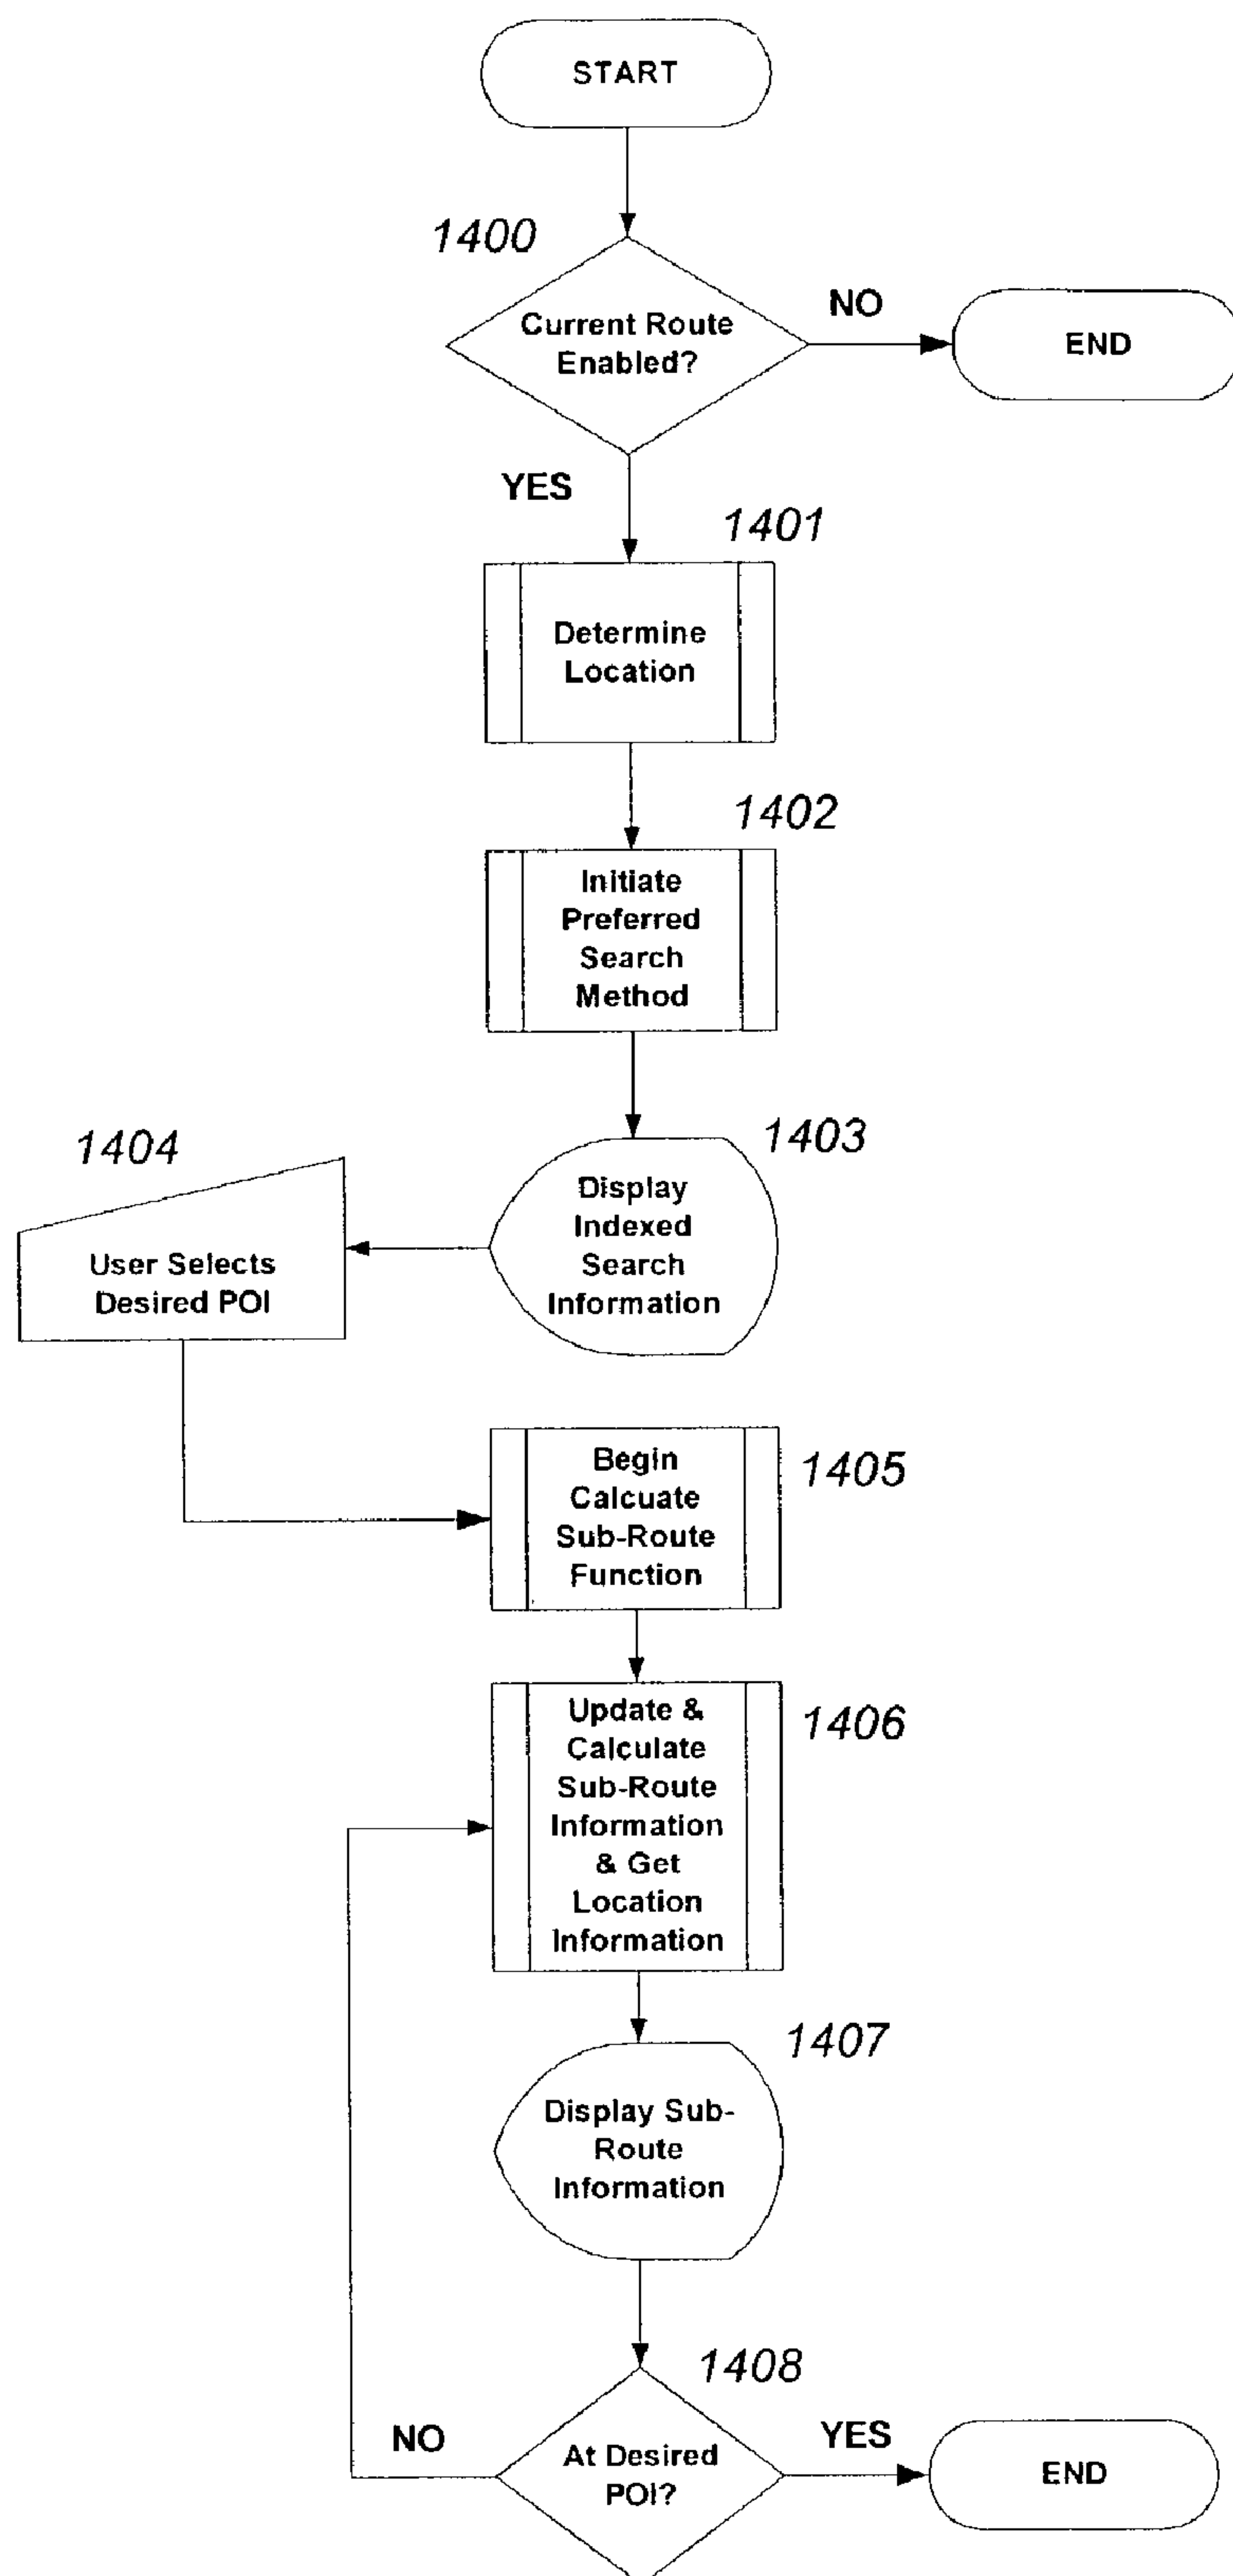 START
1400
Current Route
Enabled?
NO
END
YES
1401
Determine
Location
1402
Initiate
Preferred
Search
Method
1403
Display
Indexed
Search
Information
1404
User Selects
Desired POI
1405
Begin
Calcuate
Sub-Route
Function
1406
Update &
Calculate
Sub-Route
Information
& Get
Location
Information
1407
Display Sub-
Route
Information
1408
At Desired
POI?
NO
YES
END